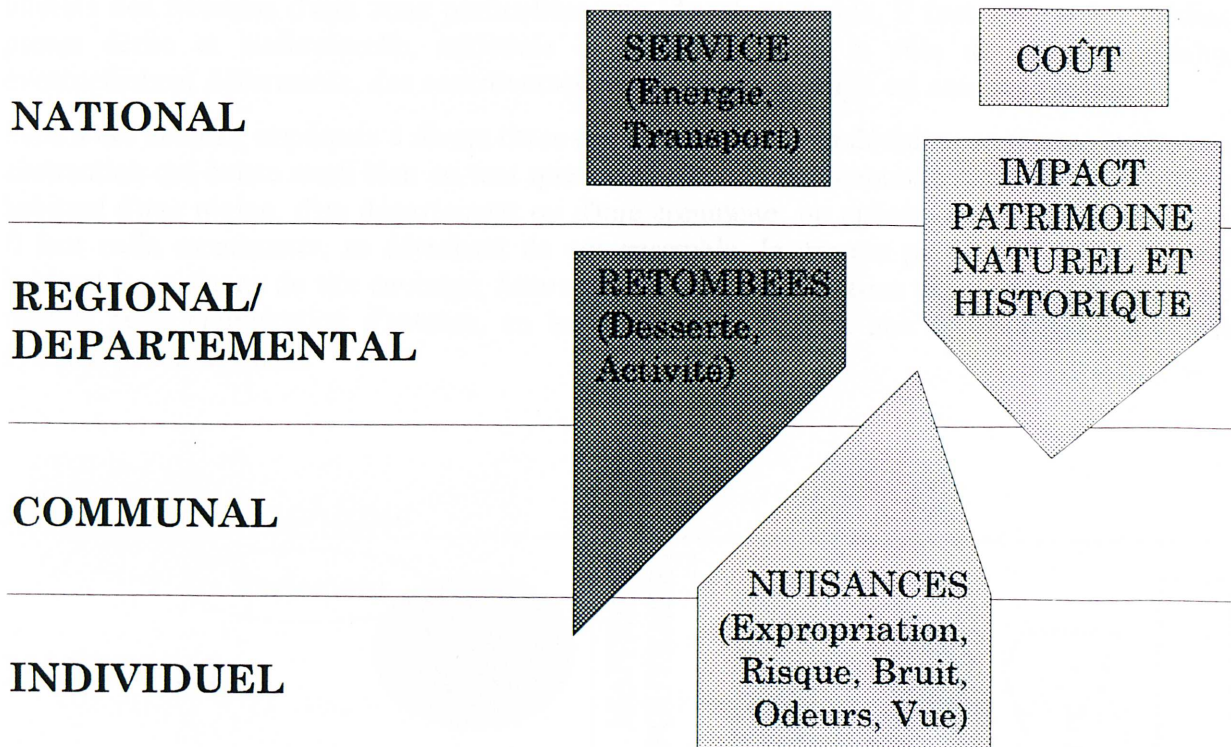 NATIONAL
SERVICE
(Energie,
Transport)
COÛT
IMPACT
PATRIMOINE
NATUREL ET
HISTORIQUE
REGIONAL/
DEPARTEMENTAL
RETOMBEES
(Desserte,
Activité)
COMMUNAL
INDIVIDUEL
NUISANCES
(Expropriation,
Risque, Bruit,
Odeurs, Vue)